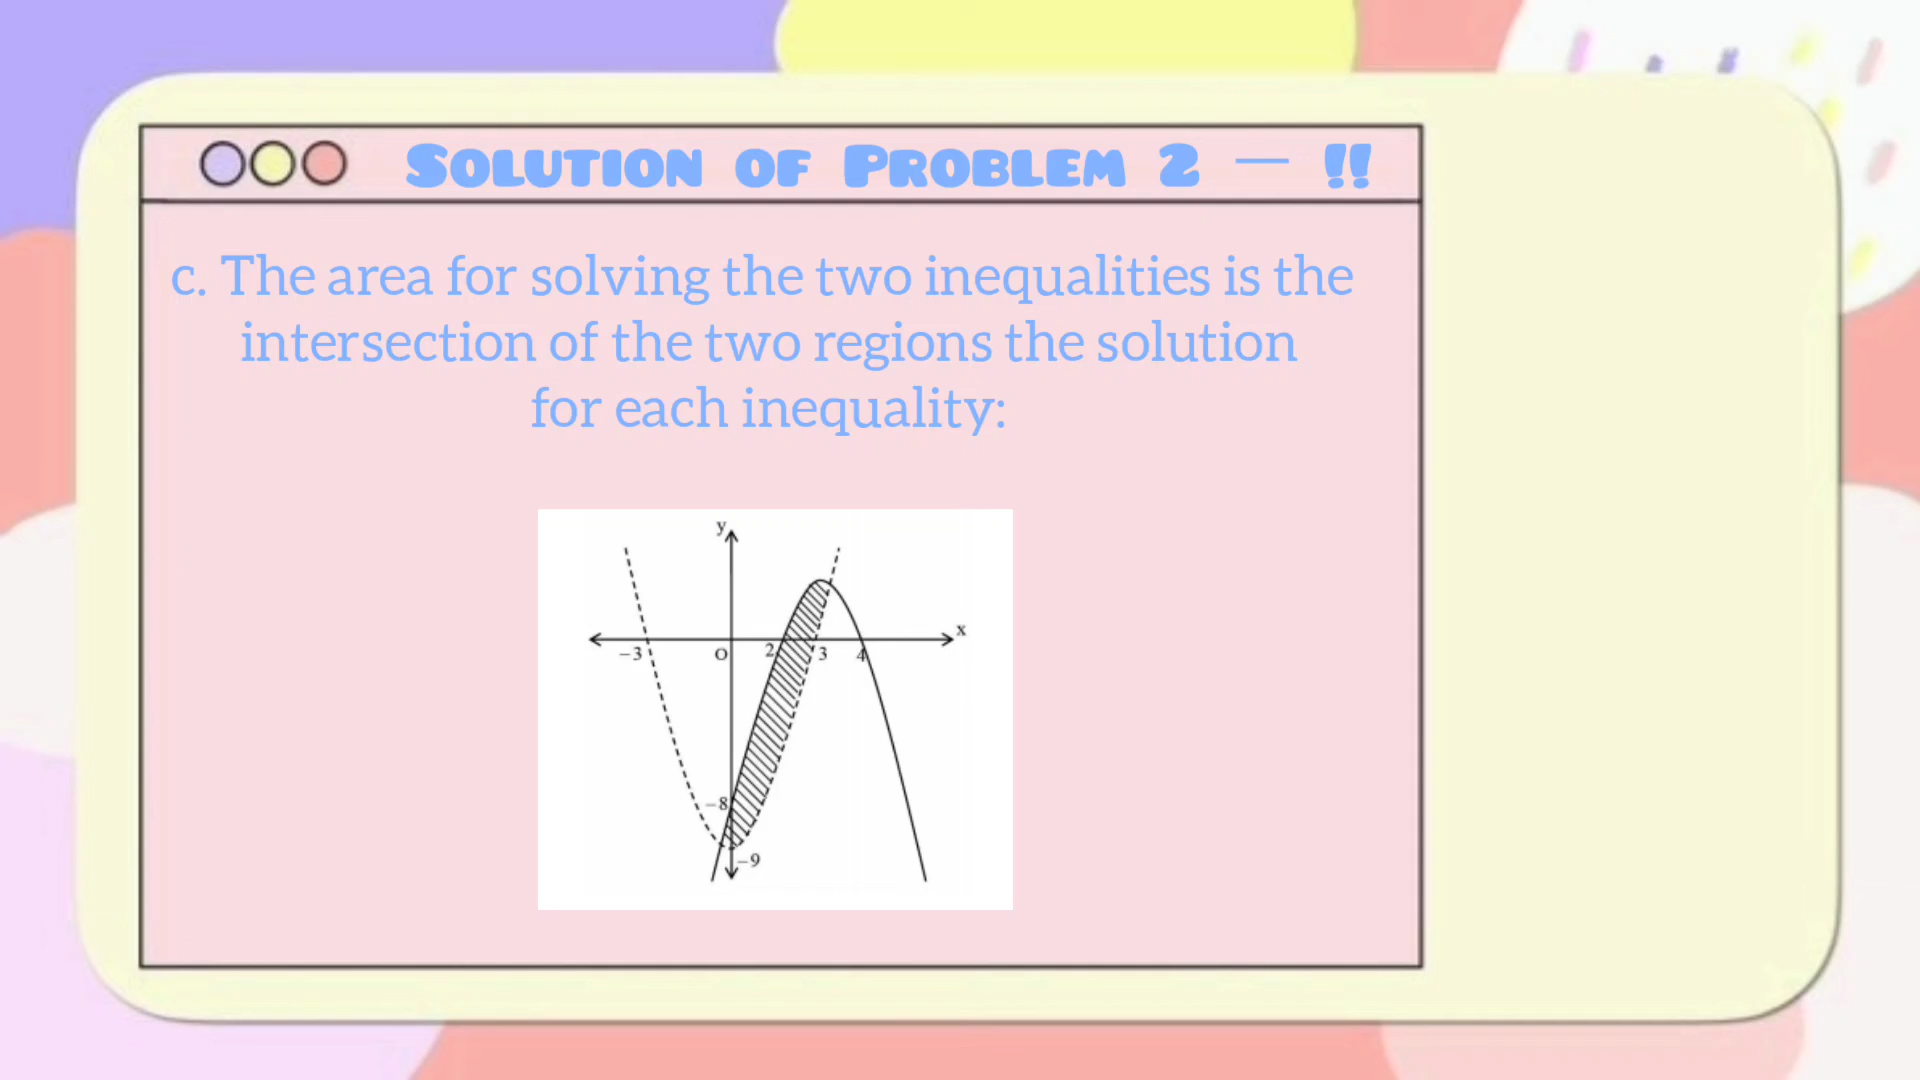 SOLUTION OF PROBLEM 2 — !!
c. The area for solving the two inequalities is the
intersection of the two regions the solution
for each inequality:
y
x
−3
O
2
3
4
−8
−9